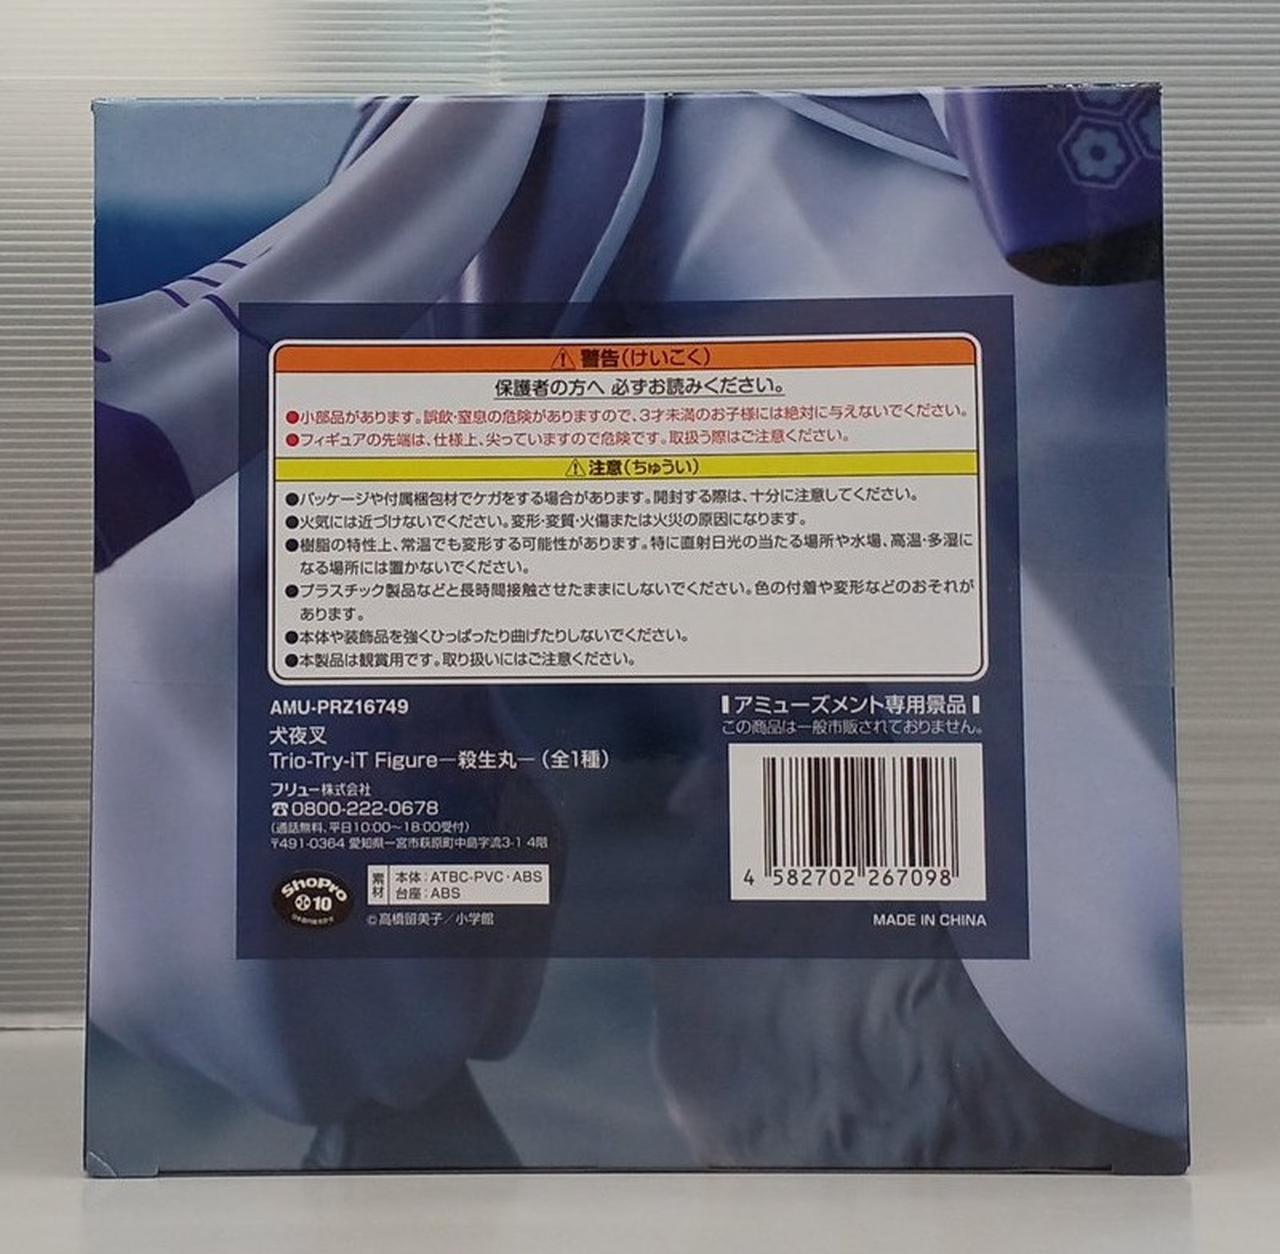 ⚠警告(けいこく)
保護者の方へ 必ずお読みください。
●小部品があります。誤飲・窒息の危険がありますので、3才未満のお子様には絶対に与えないでください。
●フィギュアの先端は、仕様上、尖っていますので危険です。取扱う際はご注意ください。
⚠注意(ちゅうい)
●パッケージや付属梱包材でケガをする場合があります。開封する際は、十分に注意してください。
●火気には近づけないでください。変形・変質・火傷または火災の原因になります。
●樹脂の特性上、常温でも変形する可能性があります。特に直射日光の当たる場所や水場、高温・多湿に
なる場所には置かないでください。
●プラスチック製品などと長時間接触させたままにしないでください。色の付着や変形などのおそれが
あります。
●本体や装飾品を強くひっぱったり曲げたりしないでください。
●本製品は観賞用です。取り扱いにはご注意ください。
AMU-PRZ16749
犬夜叉
Trio-Try-iT Figure―殺生丸―(全1種)
フリュー株式会社
☎0800-222-0678
(通話無料、平日10:00〜18:00受付)
〒491-0364 愛知県一宮市萩原町中島字流3-1 4階
ShoPro
10
素材
本体:ATBC-PVC・ABS
台座:ABS
©高橋留美子/小学館
アミューズメント専用景品
この商品は一般市販されておりません。
4 582702 267098
MADE IN CHINA